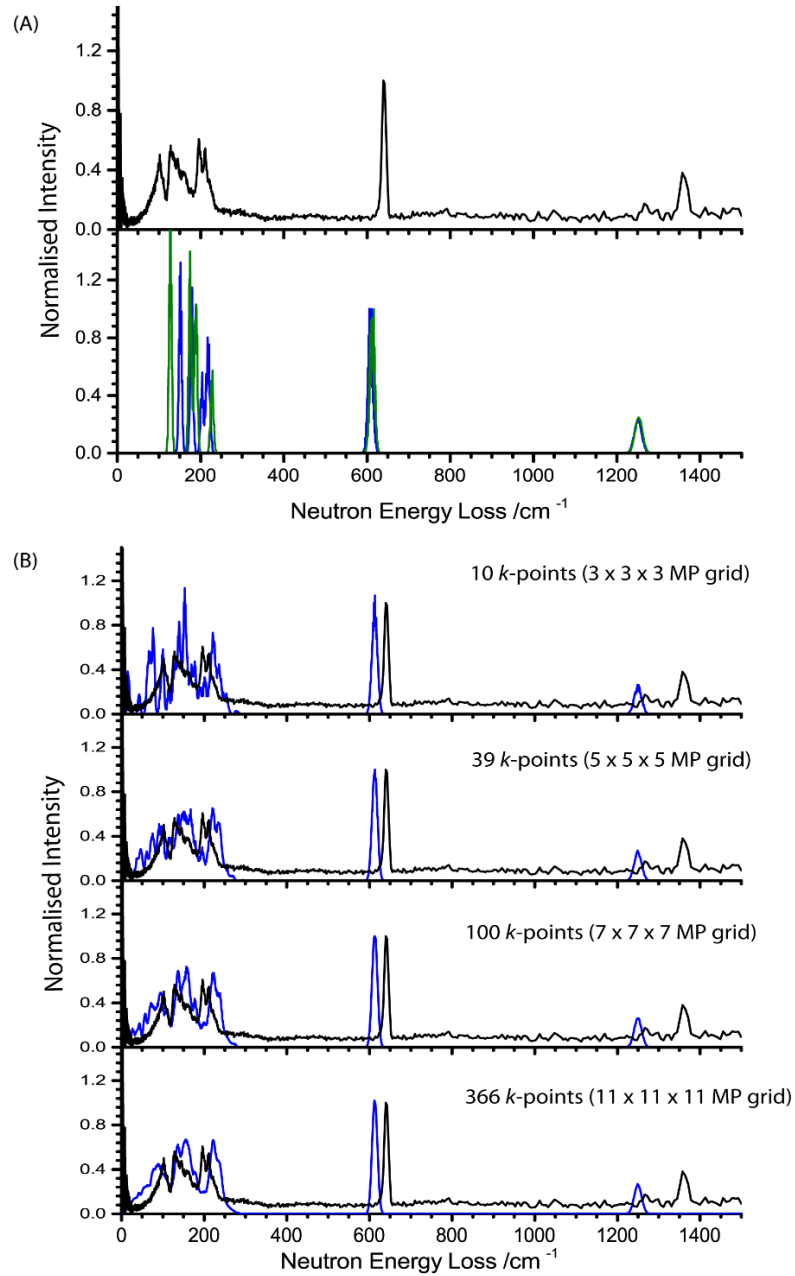 (A)
1.2
0.8
0.4
0.0
1.2
0.8
0.4
0.0
Normalised Intensity
0 200 400 600 800 1000 1200 1400
Neutron Energy Loss /cm -1
(B)
10 k-points (3 x 3 x 3 MP grid)
1.2
0.8
0.4
0.0
39 k-points (5 x 5 x 5 MP grid)
1.2
0.8
0.4
0.0
Normalised Intensity
100 k-points (7 x 7 x 7 MP grid)
1.2
0.8
0.4
0.0
366 k-points (11 x 11 x 11 MP grid)
1.2
0.8
0.4
0.0
0 200 400 600 800 1000 1200 1400
Neutron Energy Loss /cm -1